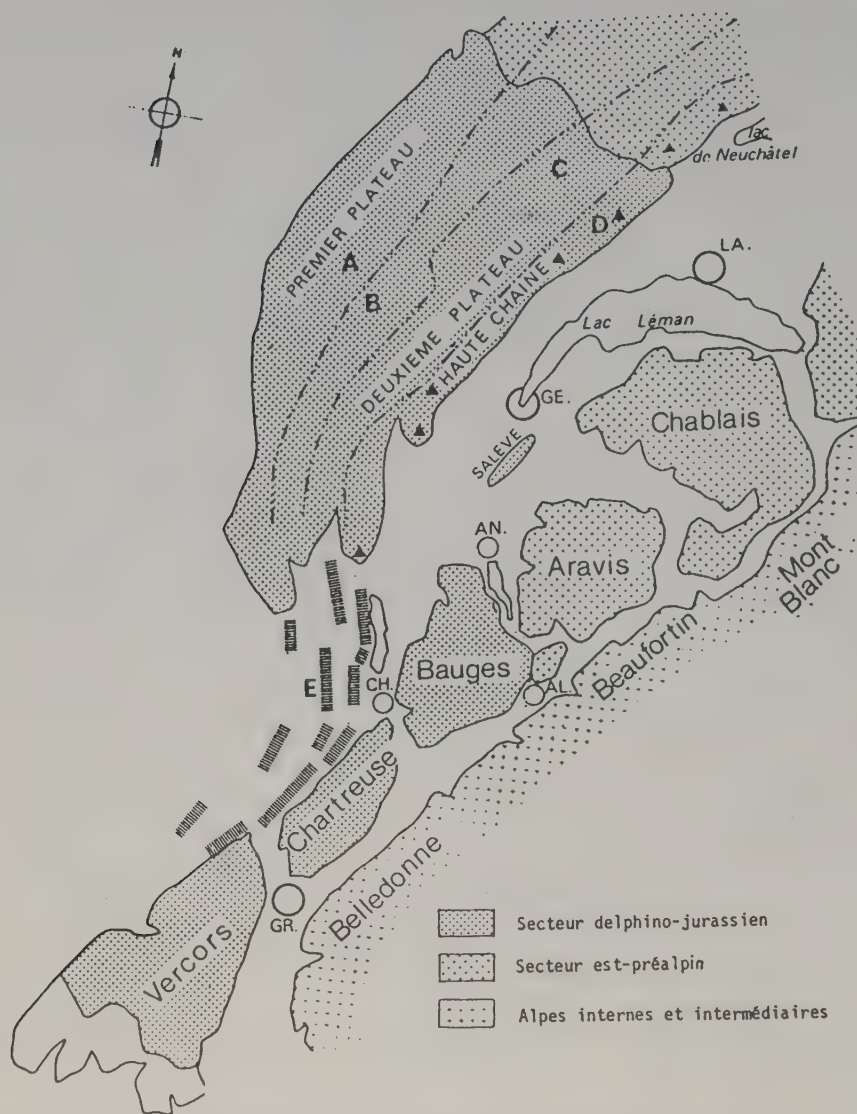 N
lac
de Neuchâtel
PREMIER PLATEAU
C
D
A
B
DEUXIEME PLATEAU
HAUTE CHAINE
LA.
Lac Léman
GE.
SALEVE
Chablais
AN.
Aravis
Mont
Blanc
Bauges
Beaufortin
E
CH.
AL.
Chartreuse
Belledonne
GR.
Vercors
Secteur delphino-jurassien
Secteur est-préalpin
Alpes internes et intermédiaires